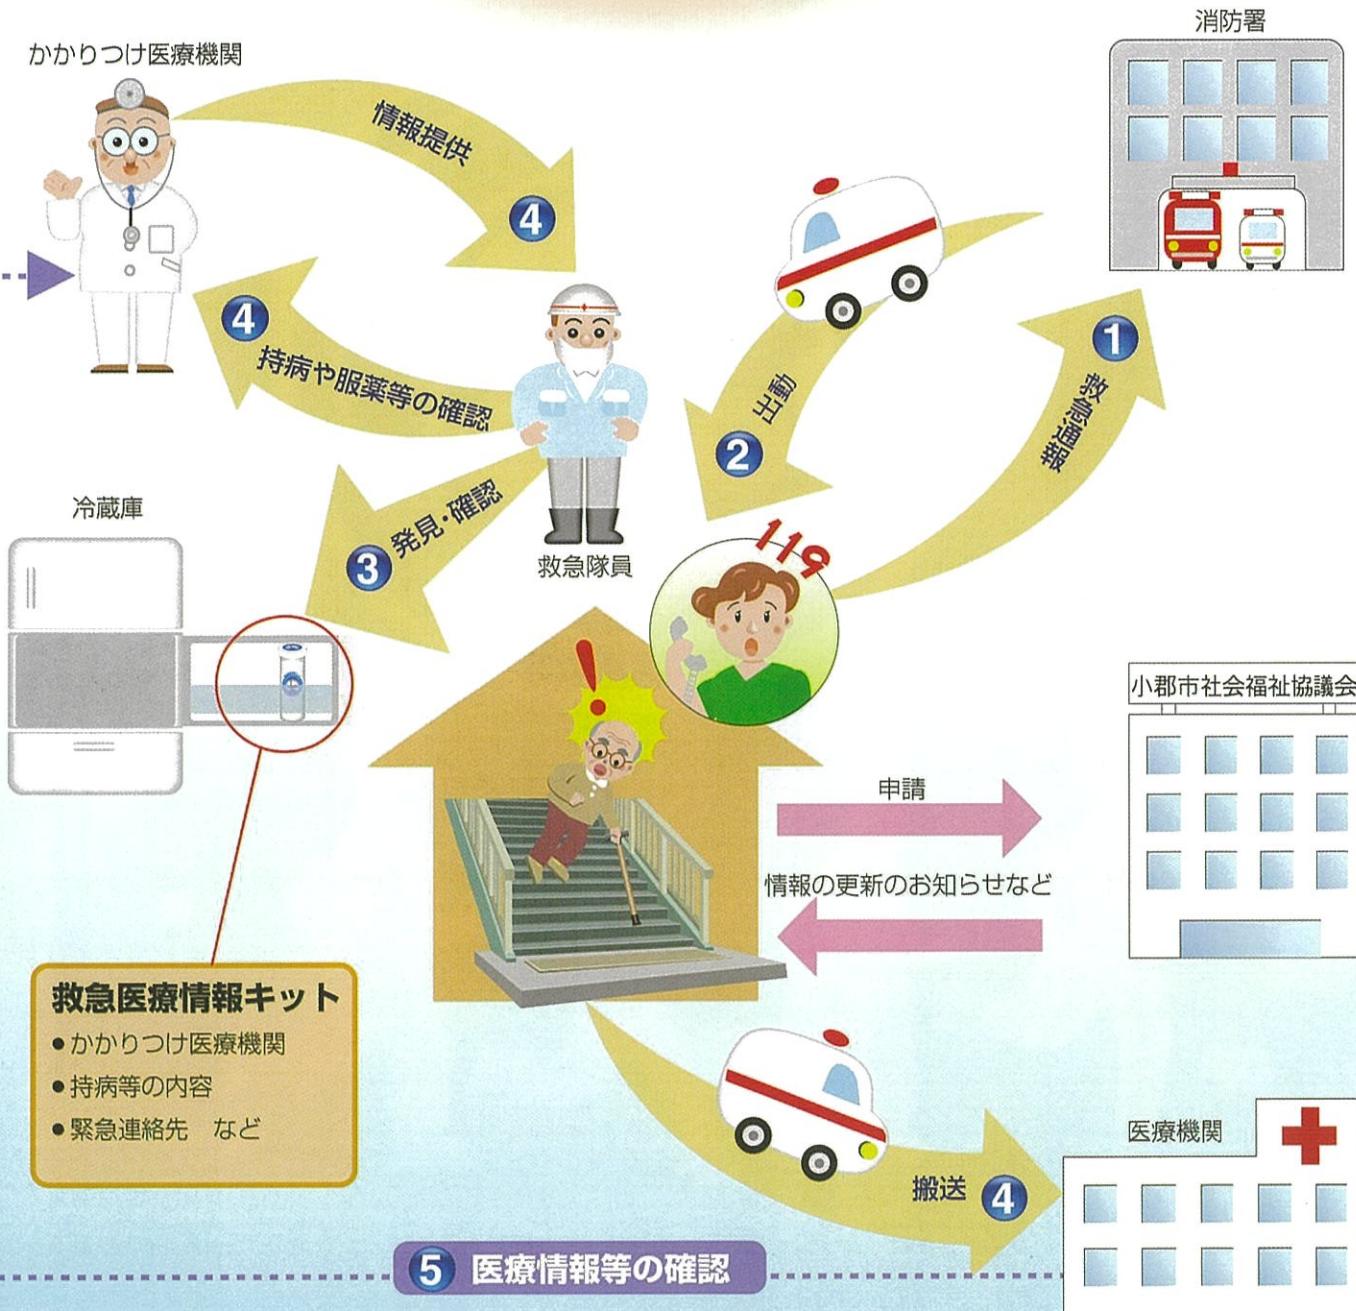 消防署
かかりつけ医療機関
情報提供
4
4
持病や服薬等の確認
1
救急通報
出動
2
冷蔵庫
発見・確認
3
救急隊員
119
!
小郡市社会福祉協議会
申請
情報の更新のお知らせなど
救急医療情報キット
●かかりつけ医療機関
●持病等の内容
●緊急連絡先 など
医療機関
搬送 4
5 医療情報等の確認